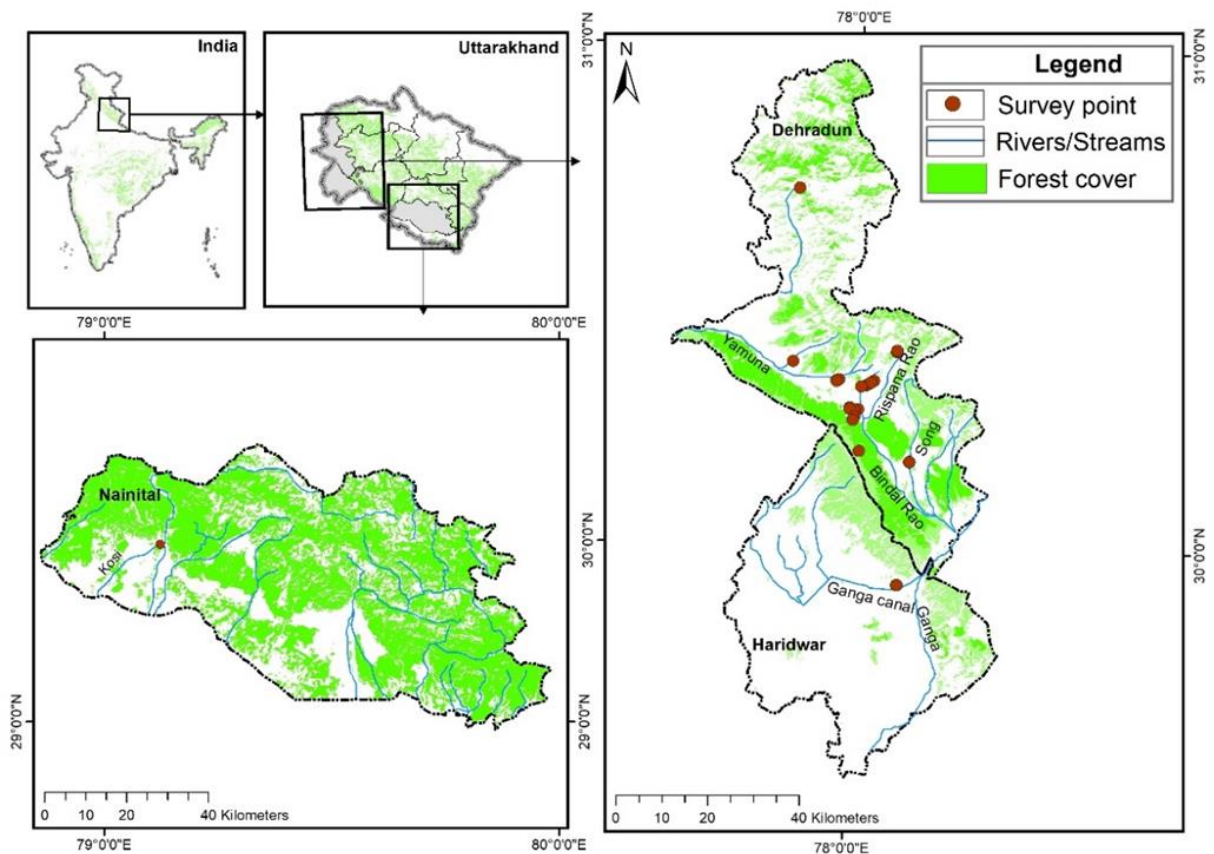 India
Uttarakhand
79°0'0"E
80°0'0"E
Nainital
Kosi
30°0'0"N
29°0'0"N
29°0'0"N
0 10 20 40 Kilometers
79°0'0"E
80°0'0"E
78°0'0"E
31°0'0"N
31°0'0"N
N
Legend
Survey point
Rivers/Streams
Forest cover
Dehradun
Yamuna
Rispana Rao
Song
Bindal Rao
30°0'0"N
Ganga canal
Ganga
Haridwar
0 10 20 40 Kilometers
78°0'0"E